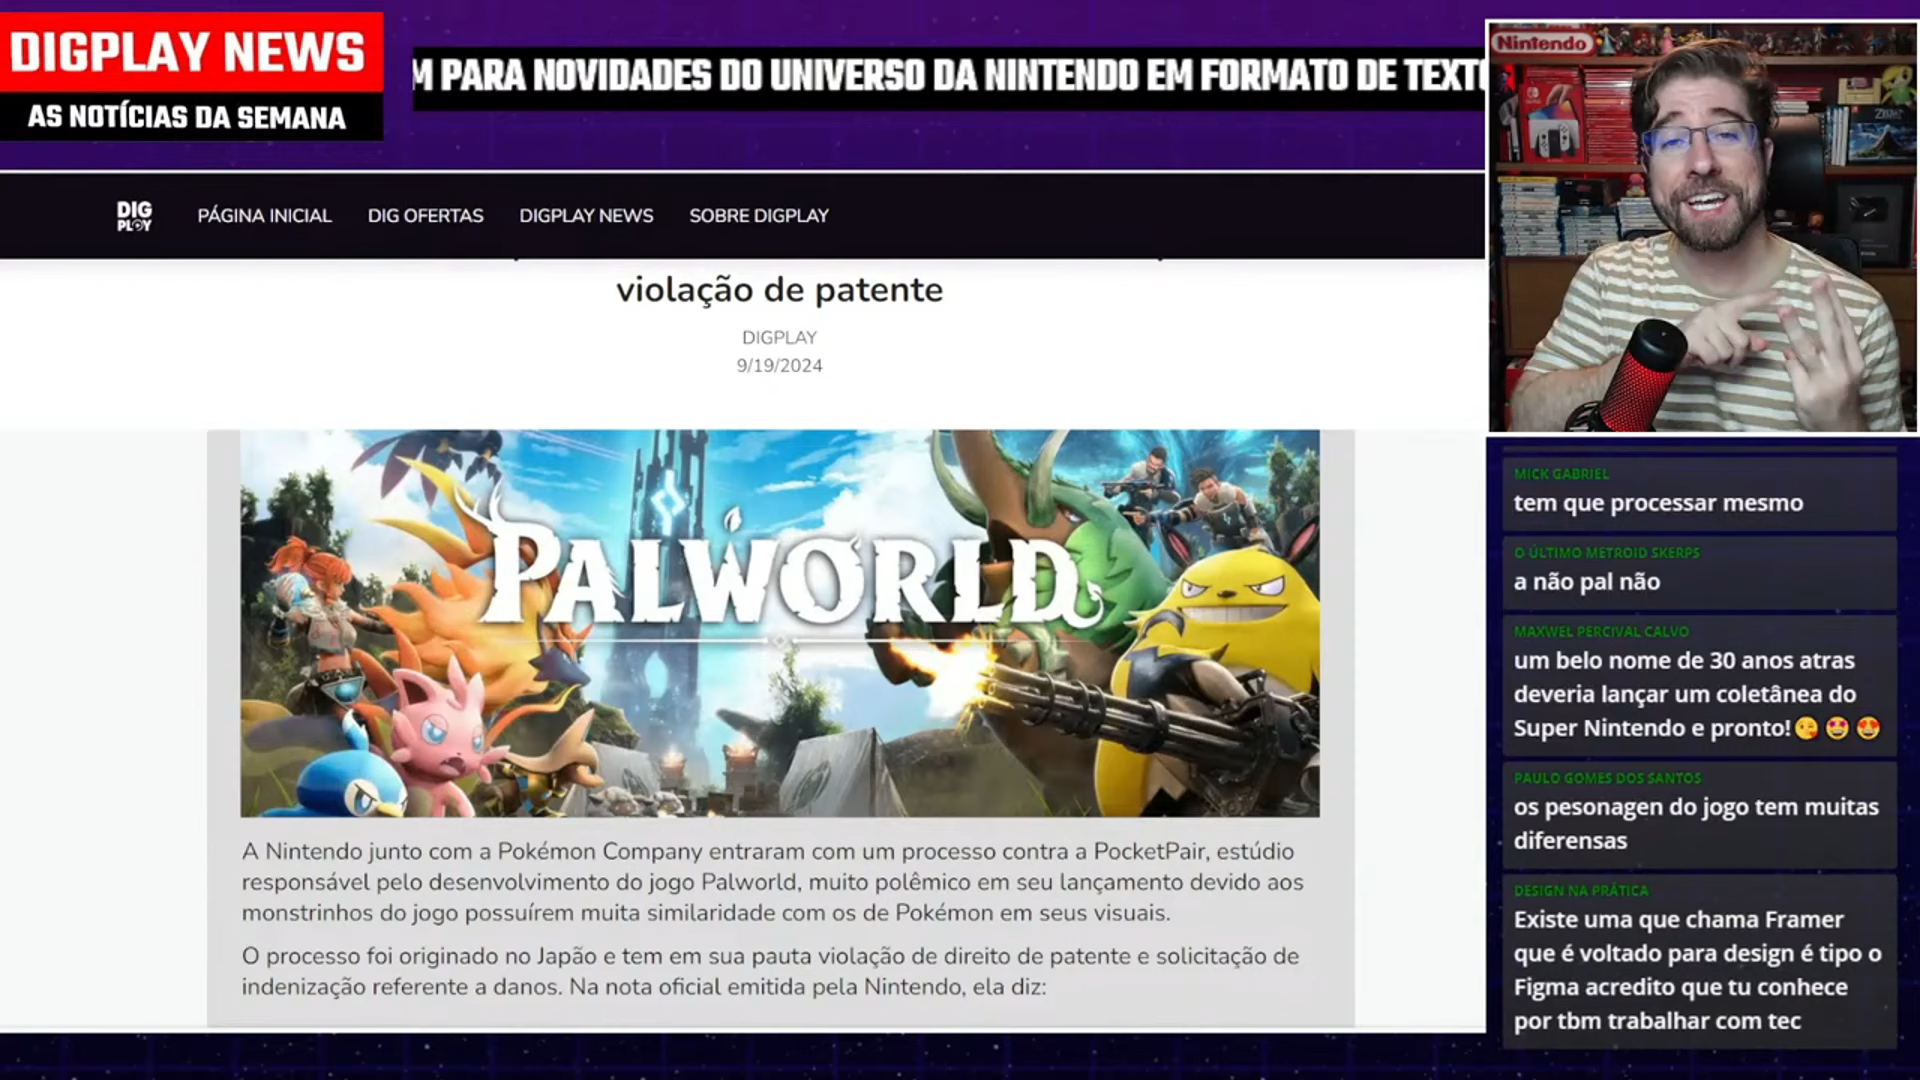 DIGPLAY NEWS
AS NOTÍCIAS DA SEMANA
M PARA NOVIDADES DO UNIVERSO DA NINTENDO EM FORMATO DE TEXTO
Nintendo
DIG
PLAY
PÁGINA INICIAL
DIG OFERTAS
DIGPLAY NEWS
SOBRE DIGPLAY
violação de patente
DIGPLAY
9/19/2024
PALWORLD
A Nintendo junto com a Pokémon Company entraram com um processo contra a PocketPair, estúdio
responsável pelo desenvolvimento do jogo Palworld, muito polêmico em seu lançamento devido aos
monstrinhos do jogo possuírem muita similaridade com os de Pokémon em seus visuais.
O processo foi originado no Japão e tem em sua pauta violação de direito de patente e solicitação de
indenização referente a danos. Na nota oficial emitida pela Nintendo, ela diz:
MICK GABRIEL
tem que processar mesmo
O ÚLTIMO METROID SKERPS
a não pal não
MAXWEL PERCIVAL CALVO
um belo nome de 30 anos atras
deveria lançar um coletânea do
Super Nintendo e pronto!😘 🤩 😍
PAULO GOMES DOS SANTOS
os pesonagen do jogo tem muitas
diferensas
DESIGN NA PRÁTICA
Existe uma que chama Framer
que é voltado para design é tipo o
Figma acredito que tu conhece
por tbm trabalhar com tec